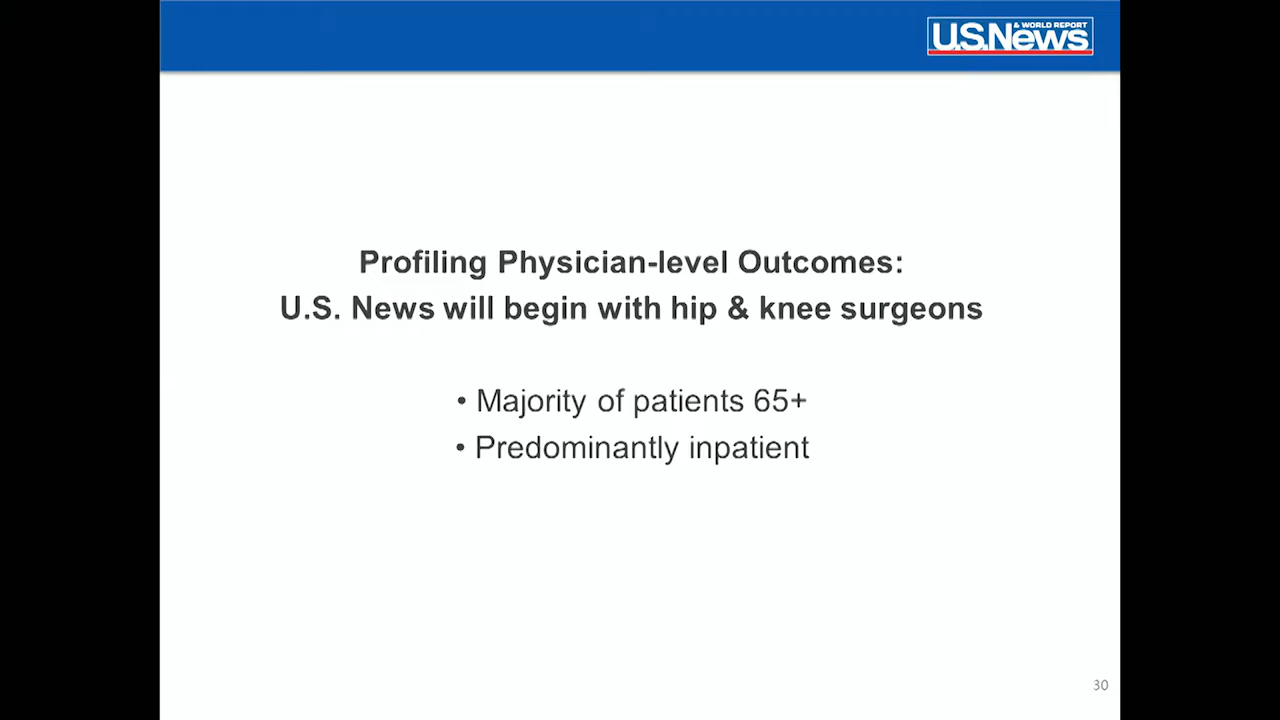 & WORLD REPORT
U.S.News
Profiling Physician-level Outcomes:
U.S. News will begin with hip & knee surgeons
• Majority of patients 65+
• Predominantly inpatient
30